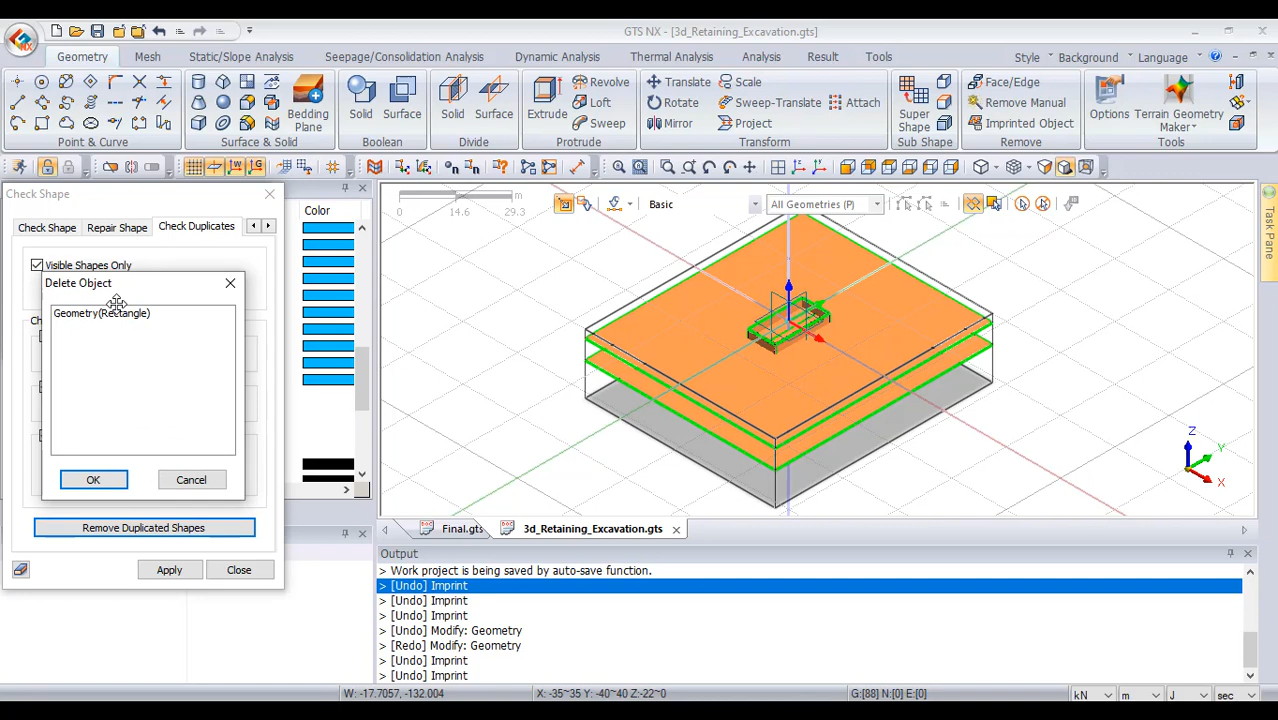 GTS NX - [3d_Retaining_Excavation.gts]
Geometry Mesh Static/Slope Analysis Seepage/Consolidation Analysis Dynamic Analysis Thermal Analysis Analysis Result Tools Style Background Language
Bedding Plane
Solid Surface
Solid Surface
Extrude
Revolve
Loft
Sweep
Translate
Rotate
Mirror
Scale
Sweep-Translate
Project
Attach
Super Shape
Face/Edge
Remove Manual
Imprinted Object
Options
Terrain Geometry Maker
Point & Curve Surface & Solid Boolean Divide Protrude Transform Sub Shape Remove Tools
Check Shape
Check Shape Repair Shape Check Duplicates
Visible Shapes Only
Delete Object
Geometry(Rectangle)
OK Cancel
Remove Duplicated Shapes
Apply Close
Color
m
0 14.6 29.3
Basic All Geometries (P)
Task Pane
Z
Y
X
Final.gts 3d_Retaining_Excavation.gts
Output
> Work project is being saved by auto-save function.
> [Undo] Imprint
> [Undo] Imprint
> [Undo] Imprint
> [Undo] Modify: Geometry
> [Redo] Modify: Geometry
> [Undo] Imprint
> [Undo] Imprint
W: -17.7057, -132.004 X: -35~35 Y: -40~40 Z:-22~0 G:[88] N:[0] E:[0] kN m J sec